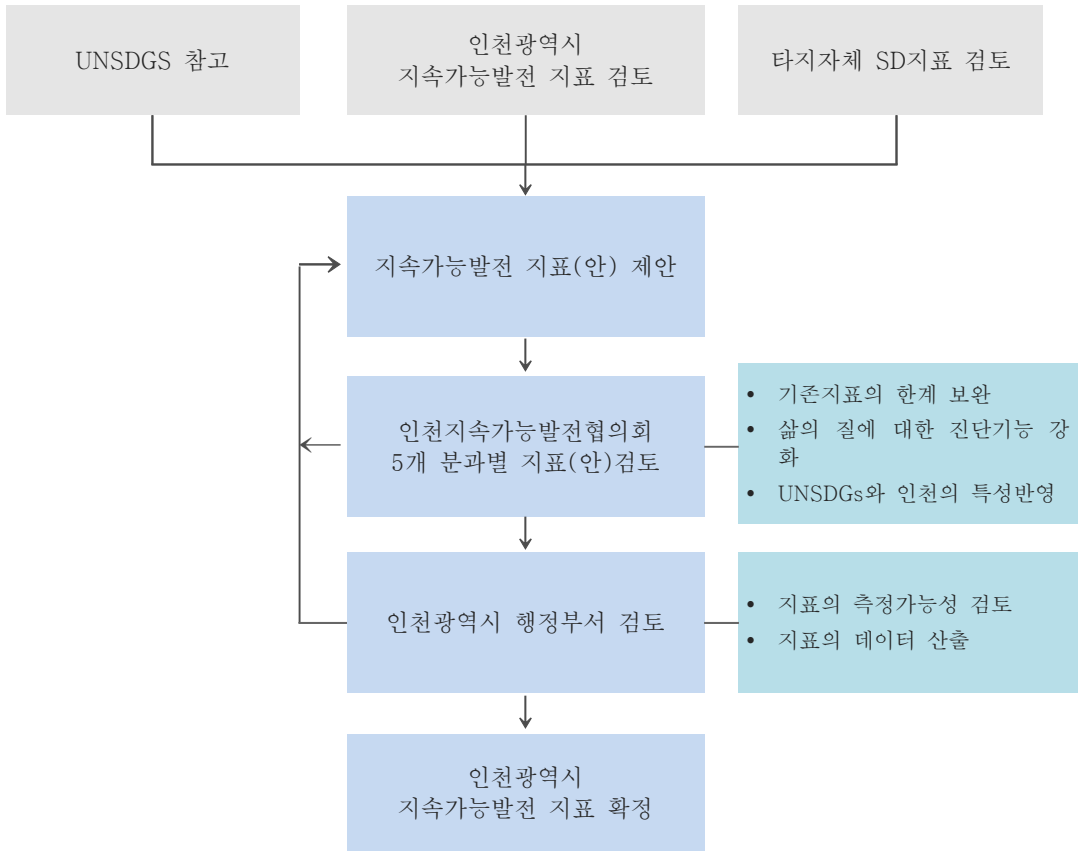 UNSDGS 참고
인천광역시
지속가능발전 지표 검토
타지자체 SD지표 검토
지속가능발전 지표(안) 제안
인천지속가능발전협의회
5개 분과별 지표(안)검토
• 기존지표의 한계 보완
• 삶의 질에 대한 진단기능 강
화
• UNSDGs와 인천의 특성반영
인천광역시 행정부서 검토
• 지표의 측정가능성 검토
• 지표의 데이터 산출
인천광역시
지속가능발전 지표 확정